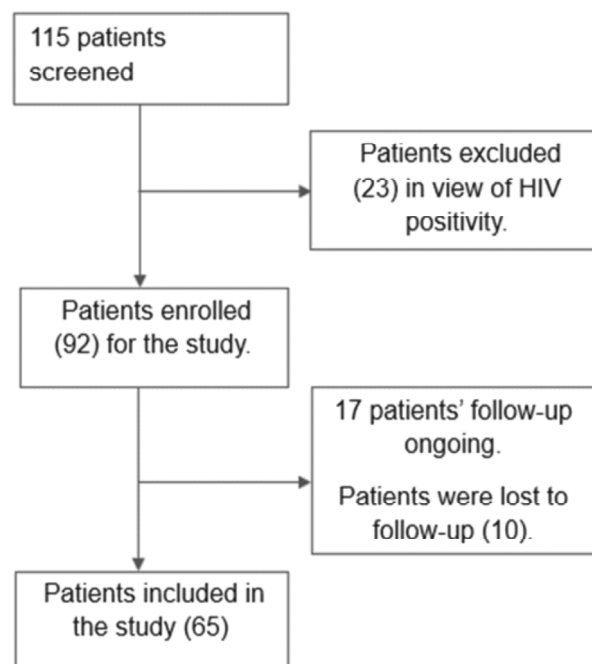 115 patients
screened
Patients excluded
(23) in view of HIV
positivity.
Patients enrolled
(92) for the study.
17 patients’ follow-up
ongoing.
Patients were lost to
follow-up (10).
Patients included in
the study (65)